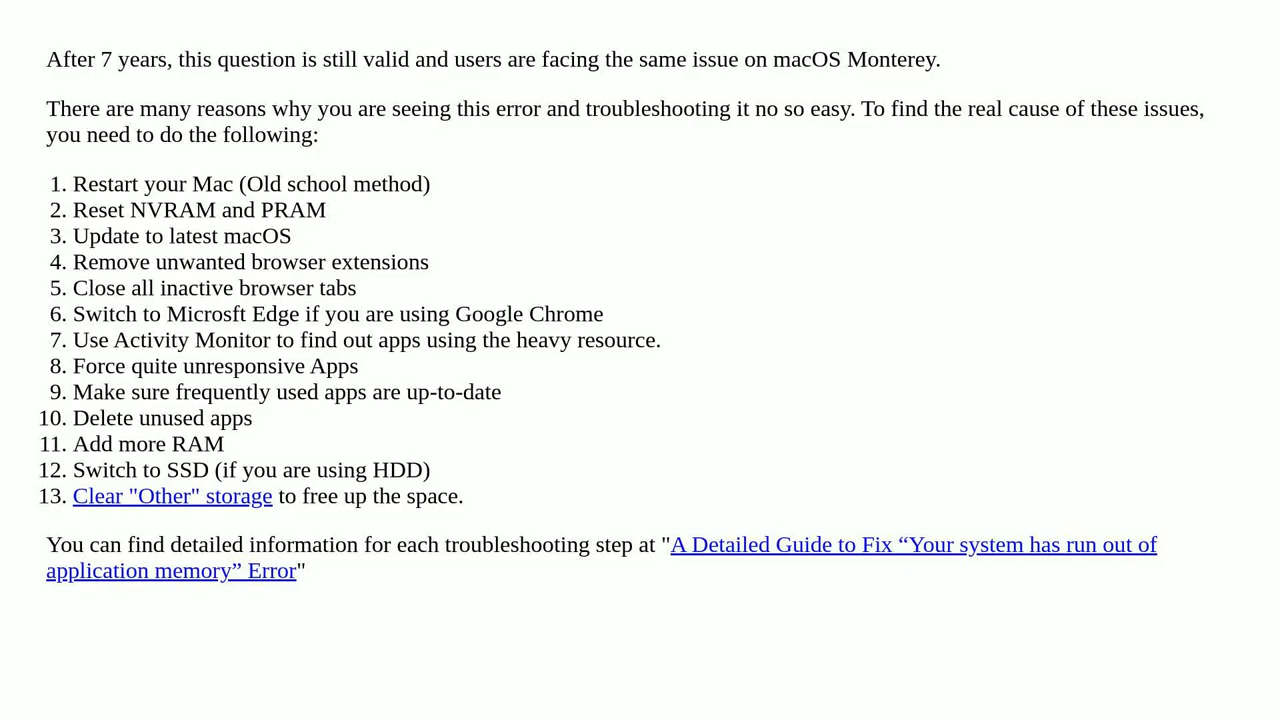 After 7 years, this question is still valid and users are facing the same issue on macOS Monterey.
There are many reasons why you are seeing this error and troubleshooting it no so easy. To find the real cause of these issues,
you need to do the following:
1. Restart your Mac (Old school method)
2. Reset NVRAM and PRAM
3. Update to latest macOS
4. Remove unwanted browser extensions
5. Close all inactive browser tabs
6. Switch to Microsft Edge if you are using Google Chrome
7. Use Activity Monitor to find out apps using the heavy resource.
8. Force quite unresponsive Apps
9. Make sure frequently used apps are up-to-date
10. Delete unused apps
11. Add more RAM
12. Switch to SSD (if you are using HDD)
13. Clear "Other" storage to free up the space.
You can find detailed information for each troubleshooting step at "A Detailed Guide to Fix “Your system has run out of
application memory” Error"